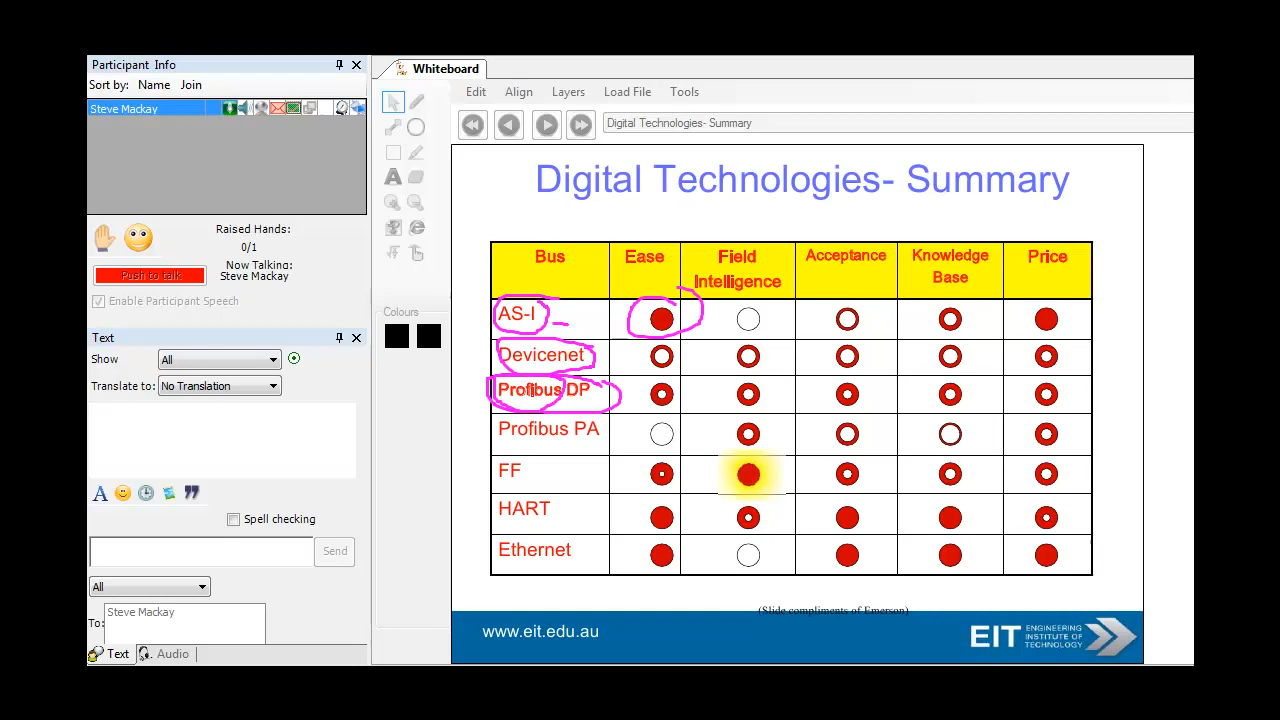 Participant Info
Sort by: Name Join
Steve Mackay
Raised Hands:
0/1
Now Talking:
Steve Mackay
Push to talk
Enable Participant Speech
Text
Show All
Translate to: No Translation
Spell checking
Send
All
To: Steve Mackay
Text Audio
Whiteboard
Edit Align Layers Load File Tools
Digital Technologies- Summary
Colours
Digital Technologies- Summary
Bus Ease Field Intelligence Acceptance Knowledge Base Price
AS-I
Devicenet
Profibus DP
Profibus PA
FF
HART
Ethernet
(Slide compliments of Emerson)
www.eit.edu.au
EIT ENGINEERING INSTITUTE OF TECHNOLOGY